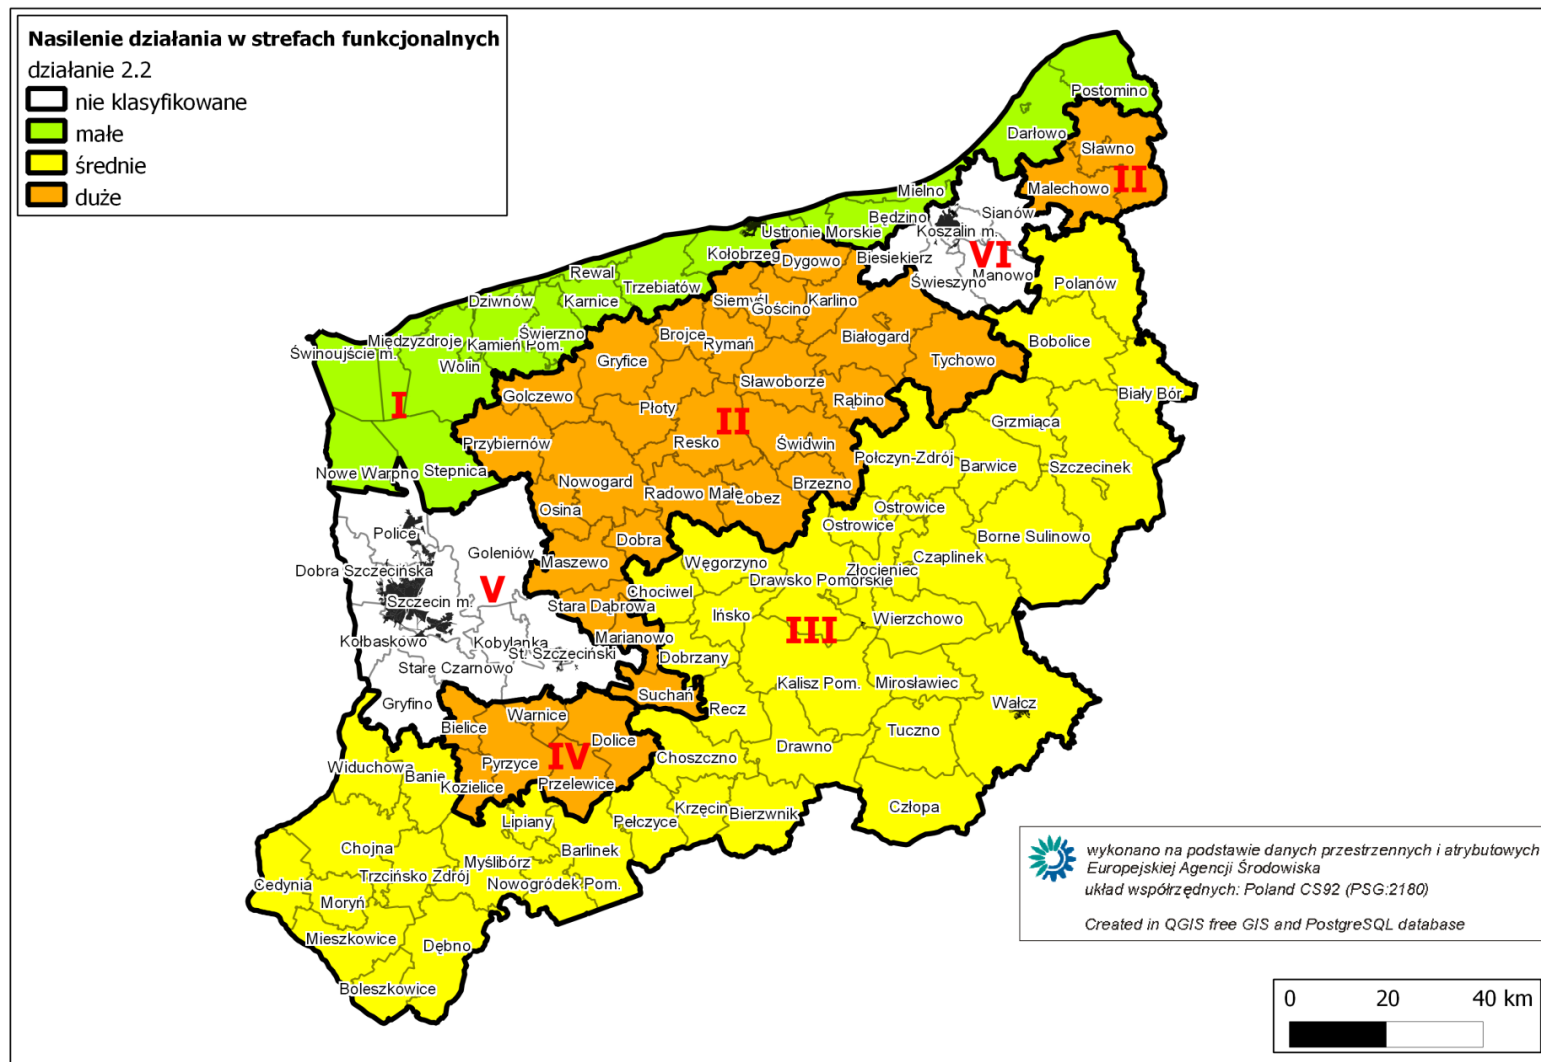 Nasilenie działania w strefach funkcjonalnych
działanie 2.2
nie klasyfikowane
małe
średnie
duże
Postomino
Darłowo
Sławno
Malechowo
II
Mielno
Będzino
Sianów
Ustronie Morskie
Koszalin m.
Kołobrzeg
Dygowo
Biesiekierz
VI
Manowo
Świeszyno
Polanów
Rewal
Trzebiatów
Dziwnów
Karnice
Siemyśl
Gościno
Karlino
Międzyzdroje
Świerzno
Kamień Pom.
Świnoujście m.
Wolin
Brojce
Rymań
Białogard
Bobolice
Gryfice
Tychowo
Sławoborze
Biały Bór
I
Golczewo
Płoty
Rąbino
II
Grzmiąca
Przybiernów
Resko
Świdwin
Połczyn-Zdrój
Barwice
Szczecinek
Nowe Warpno
Stepnica
Nowogard
Radowo Małe
Łobez
Brzezno
Osina
Ostrowice
Ostrowice
Police
Dobra
Borne Sulinowo
Goleniów
Maszewo
Węgorzyno
Czaplinek
Dobra Szczecińska
Złocieniec
Drawsko Pomorskie
V
Chociwel
Szczecin m.
Stara Dąbrowa
Ińsko
Wierzchowo
III
Kołbaskowo
Kobylanka
Marianowo
St. Szczeciński
Dobrzany
Stare Czarnowo
Kalisz Pom.
Mirosławiec
Suchań
Gryfino
Recz
Wałcz
Warnice
Bielice
Dolice
Tuczno
IV
Drawno
Choszczno
Pyrzyce
Widuchowa
Banie
Kozielice
Przelewice
Krzęcin
Bierzwnik
Człopa
Lipiany
Pełczyce
Chojna
Barlinek
Myślibórz
Trzcińsko Zdrój
Cedynia
Nowogródek Pom.
Moryń
Mieszkowice
Dębno
Boleszkowice
wykonano na podstawie danych przestrzennych i atrybutowych
Europejskiej Agencji Środowiska
układ współrzędnych: Poland CS92 (PSG:2180)
Created in QGIS free GIS and PostgreSQL database
0 20 40 km